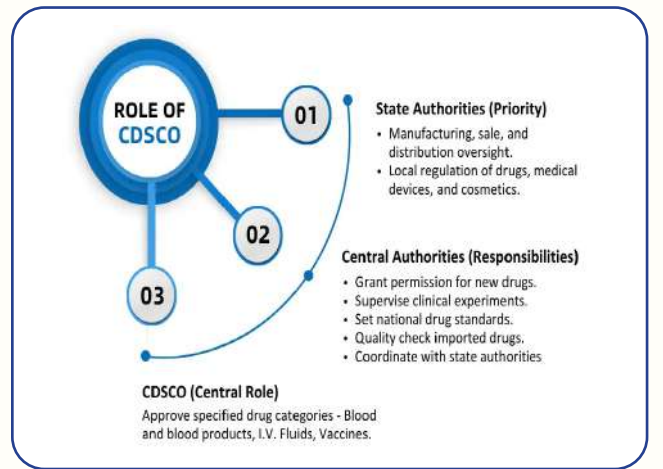 ROLE OF
CDSCO
01
02
03
State Authorities (Priority)
• Manufacturing, sale, and
distribution oversight.
• Local regulation of drugs, medical
devices, and cosmetics.
Central Authorities (Responsibilities)
• Grant permission for new drugs.
• Supervise clinical experiments.
• Set national drug standards.
• Quality check imported drugs.
• Coordinate with state authorities
CDSCO (Central Role)
Approve specified drug categories - Blood
and blood products, I.V. Fluids, Vaccines.